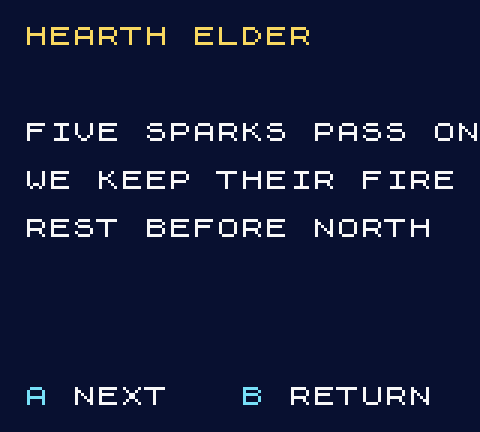 HEARTH ELDER
FIVE SPARKS PASS ON
WE KEEP THEIR FIRE
REST BEFORE NORTH
A NEXT B RETURN